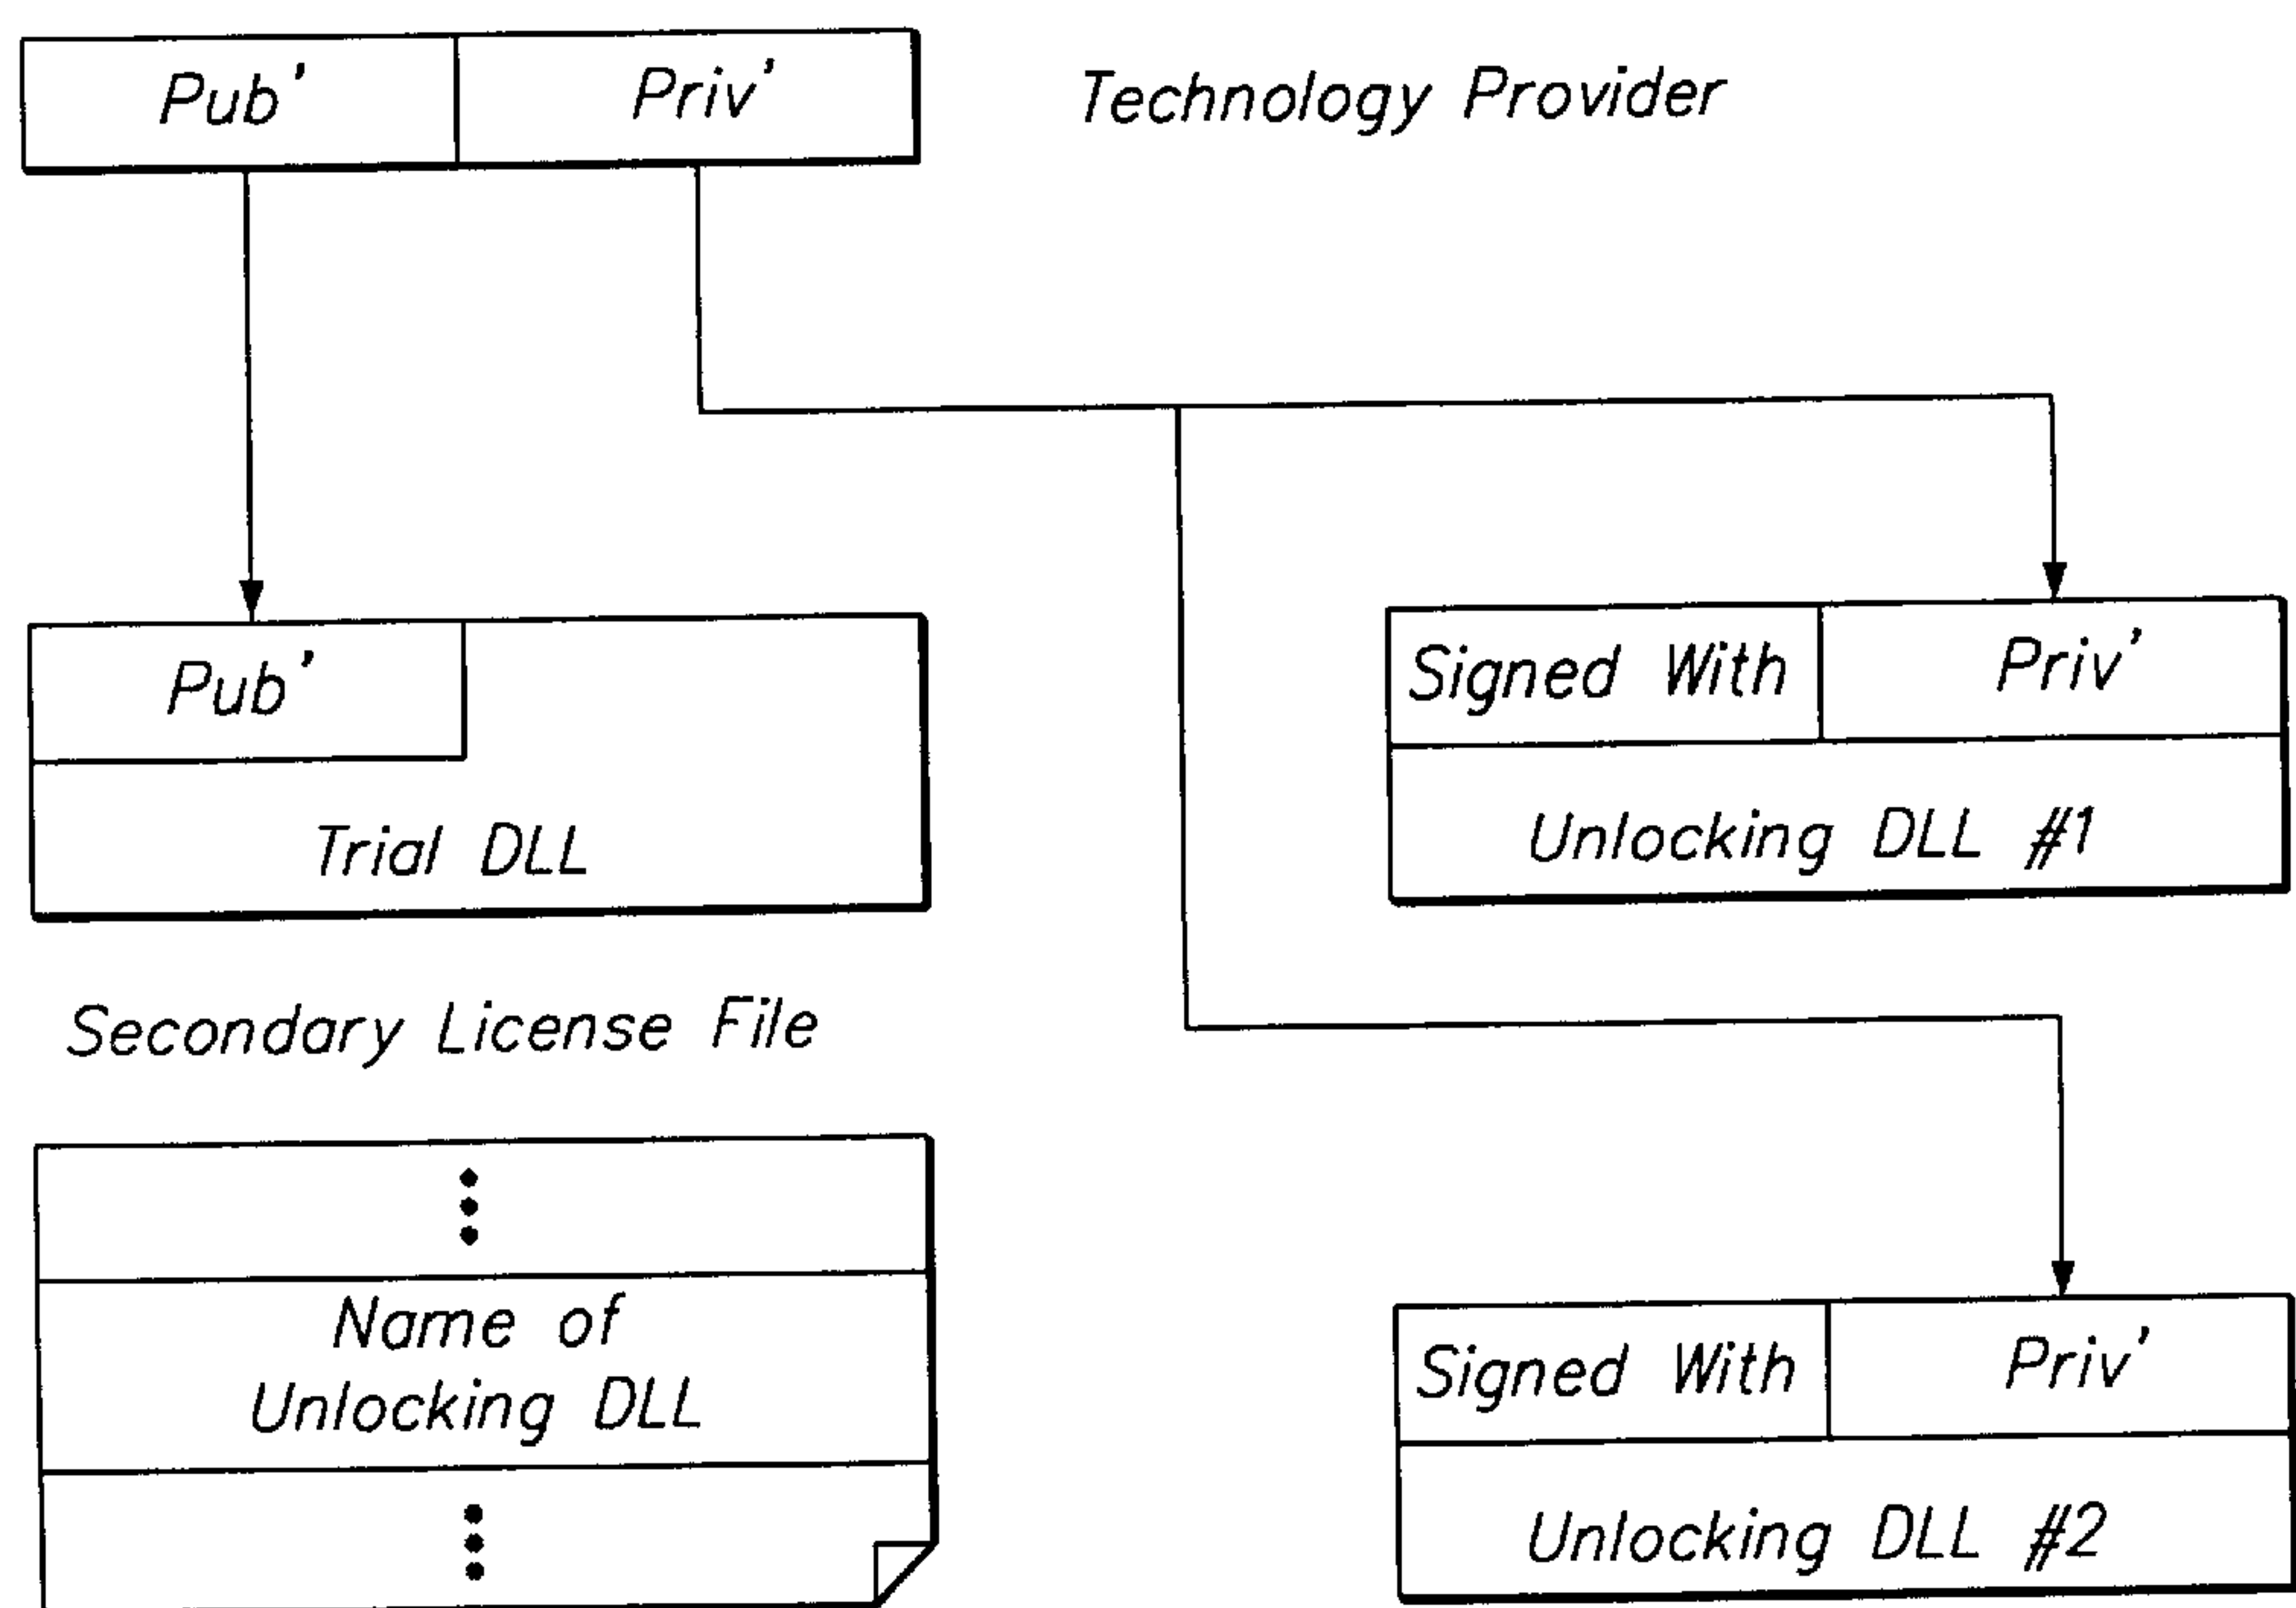 Pub' Priv' Technology Provider
Pub'
Trial DLL
Signed With Priv'
Unlocking DLL #1
Secondary License File
Name of
Unlocking DLL
Signed With Priv'
Unlocking DLL #2